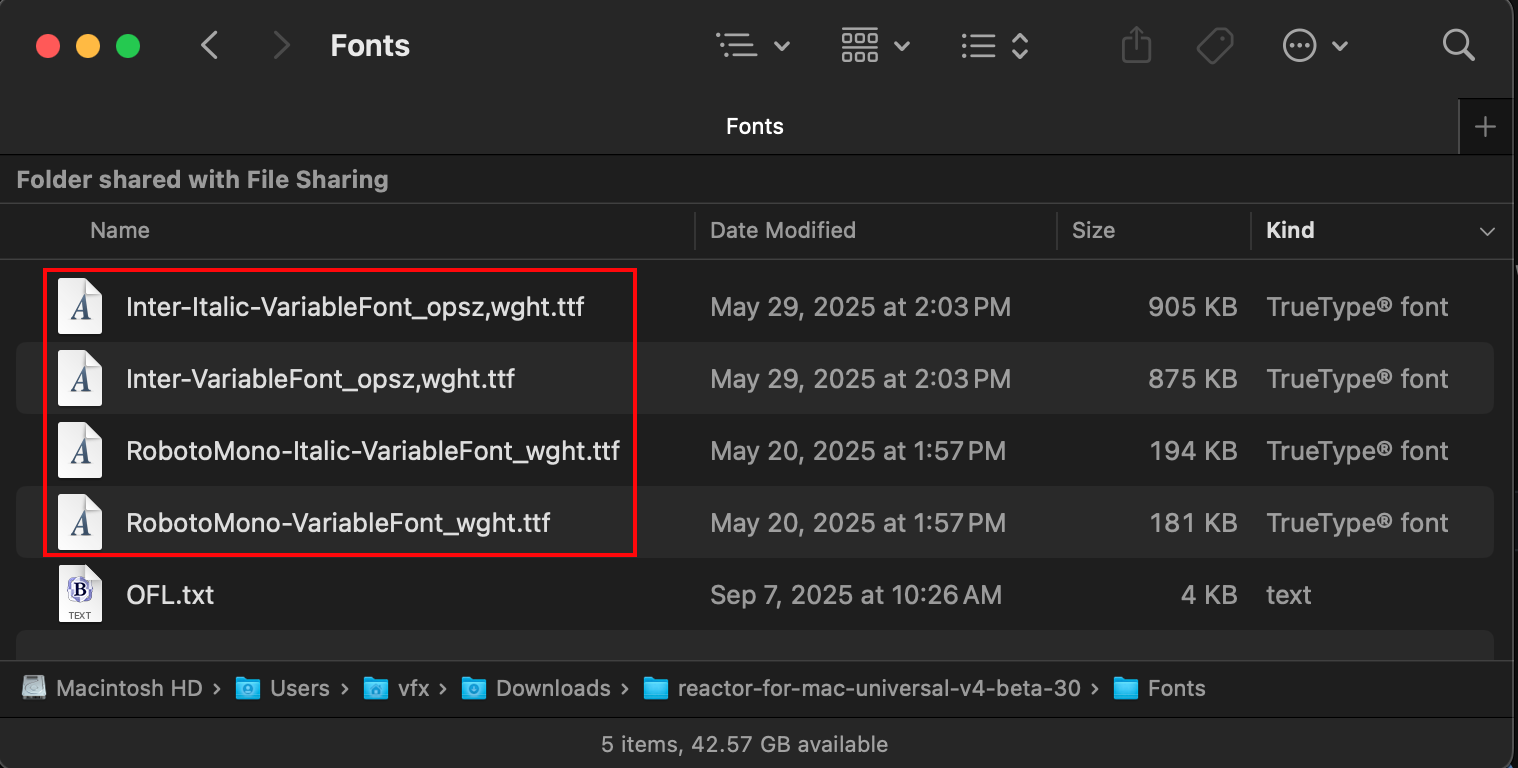 Fonts
Fonts
Folder shared with File Sharing
Name Date Modified Size Kind
Inter-Italic-VariableFont_opsz,wght.ttf May 29, 2025 at 2:03 PM 905 KB TrueType® font
Inter-VariableFont_opsz,wght.ttf May 29, 2025 at 2:03 PM 875 KB TrueType® font
RobotoMono-Italic-VariableFont_wght.ttf May 20, 2025 at 1:57 PM 194 KB TrueType® font
RobotoMono-VariableFont_wght.ttf May 20, 2025 at 1:57 PM 181 KB TrueType® font
B
TEXT
OFL.txt Sep 7, 2025 at 10:26 AM 4 KB text
Macintosh HD › Users › vfx › Downloads › reactor-for-mac-universal-v4-beta-30 › Fonts
5 items, 42.57 GB available